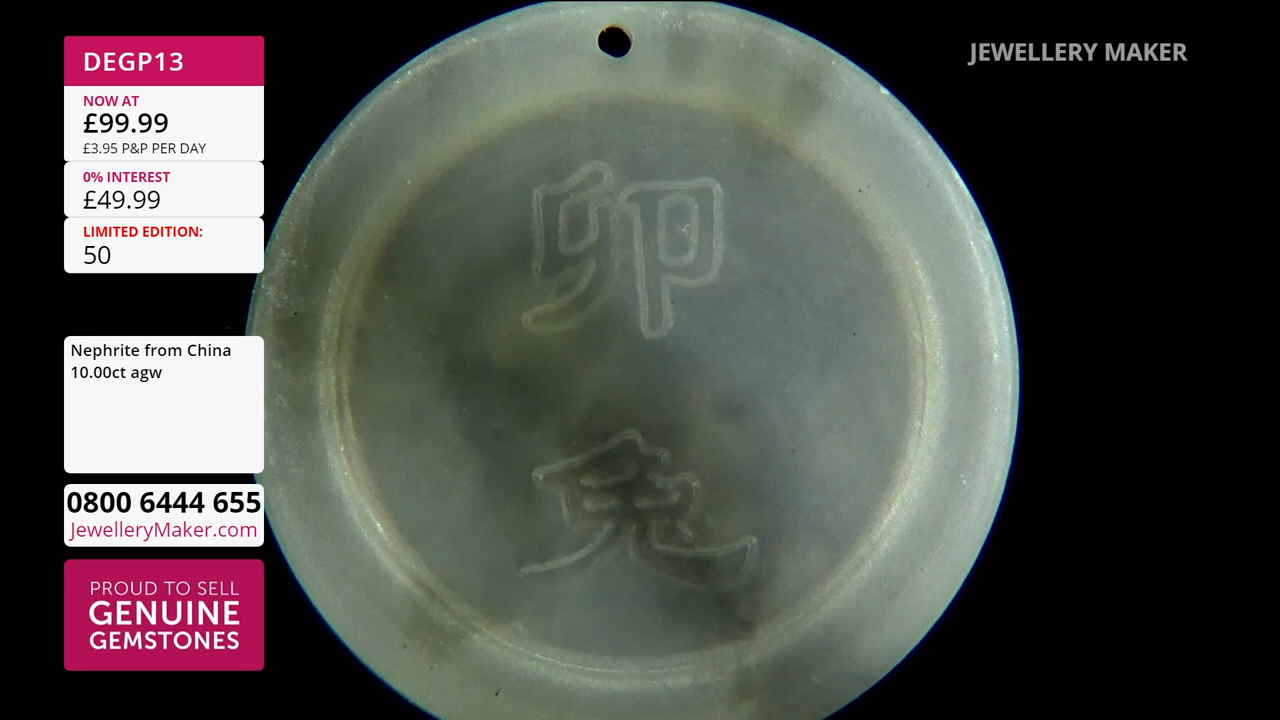 DEGP13
NOW AT
£99.99
£3.95 P&P PER DAY
0% INTEREST
£49.99
LIMITED EDITION:
50
Nephrite from China
10.00ct agw
0800 6444 655
JewelleryMaker.com
PROUD TO SELL
GENUINE
GEMSTONES
JEWELLERY MAKER
卯
兔